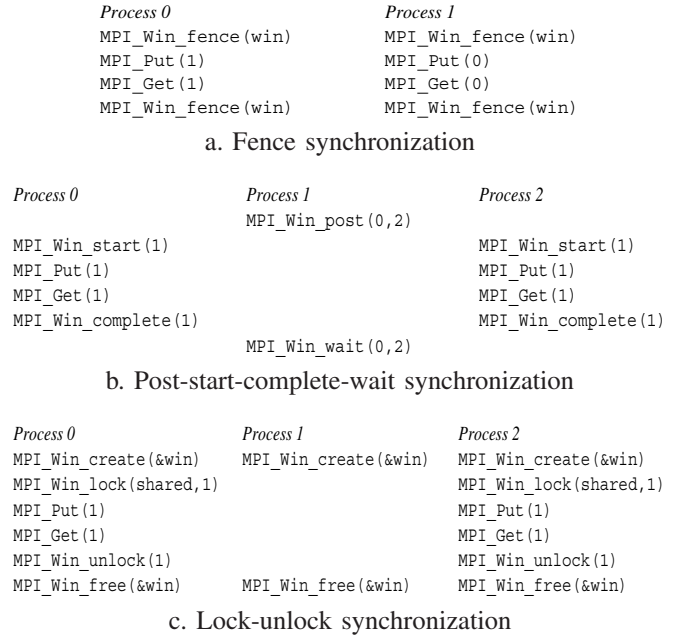 Process 0 Process 1
MPI_Win_fence(win) MPI_Win_fence(win)
MPI_Put(1) MPI_Put(0)
MPI_Get(1) MPI_Get(0)
MPI_Win_fence(win) MPI_Win_fence(win)
a. Fence synchronization
Process 0 Process 1 Process 2
MPI_Win_post(0,2)
MPI_Win_start(1) MPI_Win_start(1)
MPI_Put(1) MPI_Put(1)
MPI_Get(1) MPI_Get(1)
MPI_Win_complete(1) MPI_Win_complete(1)
MPI_Win_wait(0,2)
b. Post-start-complete-wait synchronization
Process 0 Process 1 Process 2
MPI_Win_create(&win) MPI_Win_create(&win) MPI_Win_create(&win)
MPI_Win_lock(shared,1) MPI_Win_lock(shared,1)
MPI_Put(1) MPI_Put(1)
MPI_Get(1) MPI_Get(1)
MPI_Win_unlock(1) MPI_Win_unlock(1)
MPI_Win_free(&win) MPI_Win_free(&win) MPI_Win_free(&win)
c. Lock-unlock synchronization